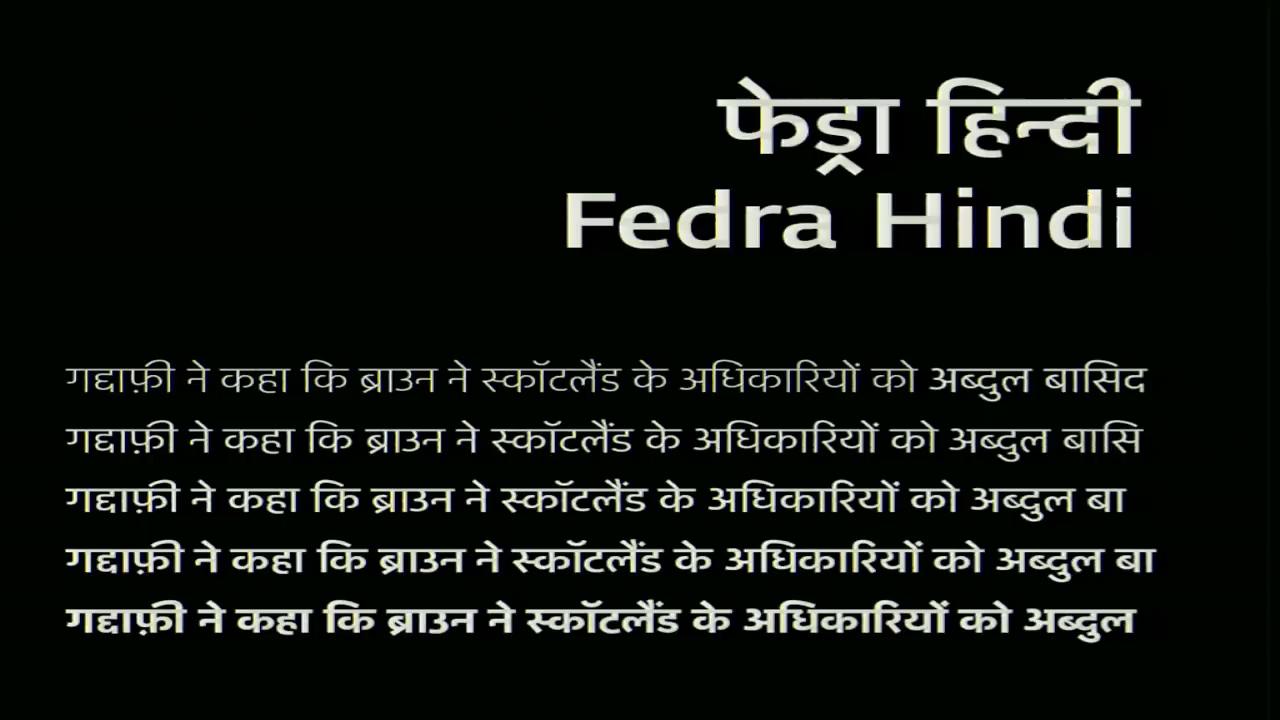 फेड्रा हिन्दी
Fedra Hindi
गद्दाफ़ी ने कहा कि ब्राउन ने स्कॉटलैंड के अधिकारियों को अब्दुल बासिद
गद्दाफ़ी ने कहा कि ब्राउन ने स्कॉटलैंड के अधिकारियों को अब्दुल बासि
गद्दाफ़ी ने कहा कि ब्राउन ने स्कॉटलैंड के अधिकारियों को अब्दुल बा
गद्दाफ़ी ने कहा कि ब्राउन ने स्कॉटलैंड के अधिकारियों को अब्दुल बा
गद्दाफ़ी ने कहा कि ब्राउन ने स्कॉटलैंड के अधिकारियों को अब्दुल